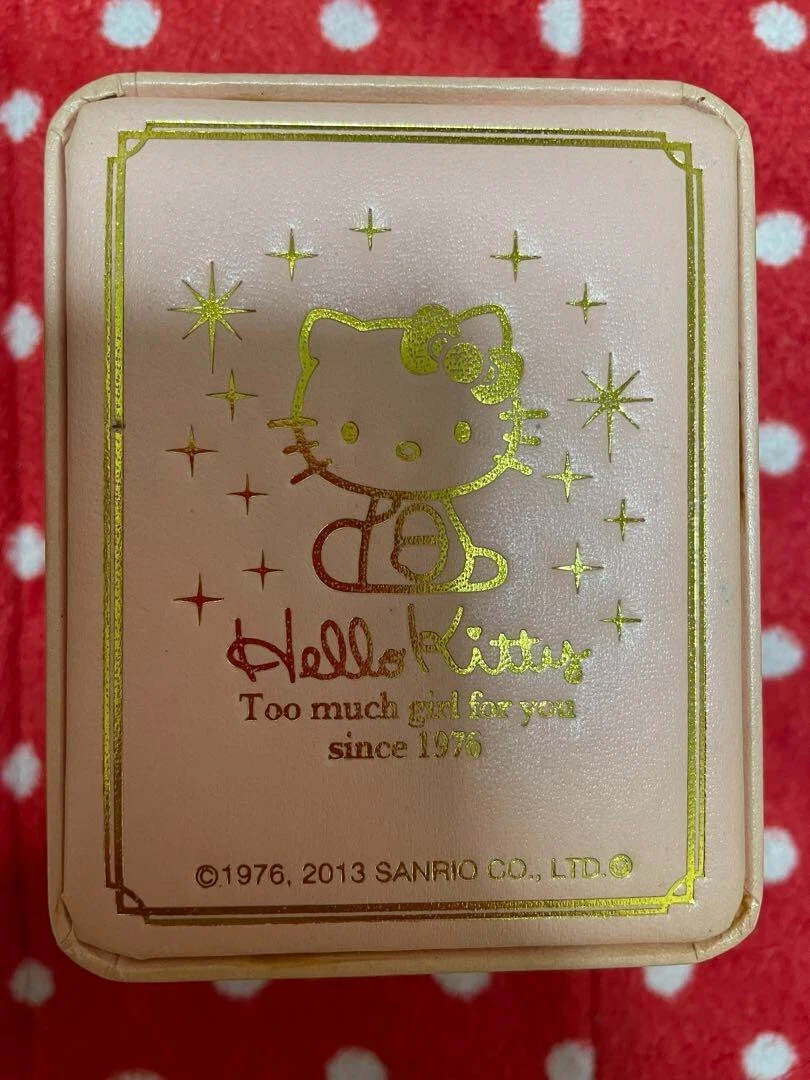 Hello Kitty
Too much girl for you
since 1976
©1976, 2013 SANRIO CO., LTD.